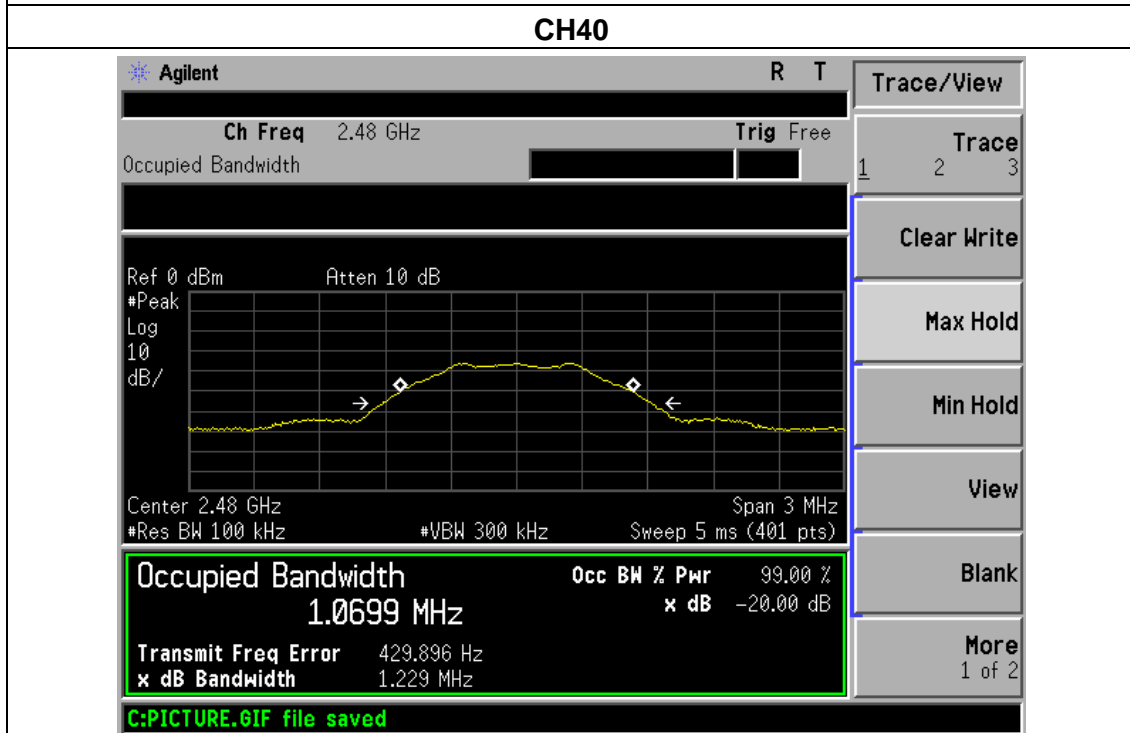 CH40
Agilent R T
Trace/View
Ch Freq 2.48 GHz Trig Free
Occupied Bandwidth
Trace
1 2 3
Clear Write
Ref 0 dBm Atten 10 dB
#Peak
Log
10
dB/
Max Hold
Min Hold
View
Center 2.48 GHz Span 3 MHz
#Res BW 100 kHz #VBW 300 kHz Sweep 5 ms (401 pts)
Occupied Bandwidth Occ BW % Pwr 99.00 %
1.0699 MHz x dB -20.00 dB
Blank
Transmit Freq Error 429.896 Hz
x dB Bandwidth 1.229 MHz
More
1 of 2
C:PICTURE.GIF file saved